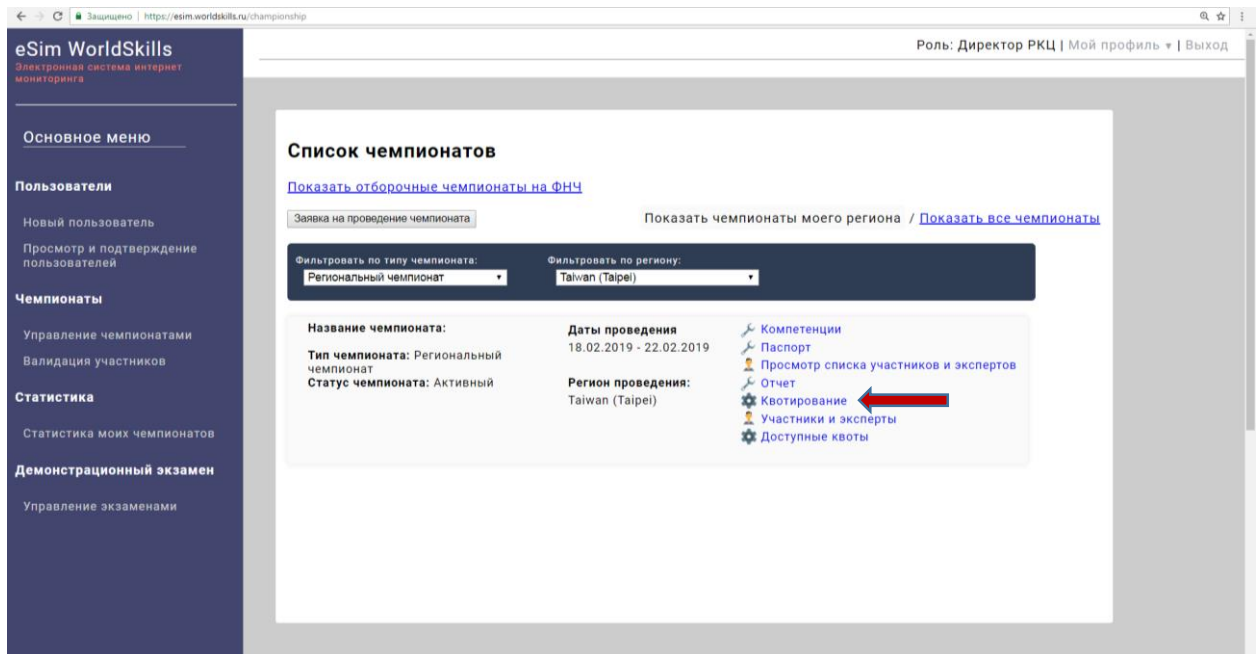 Защищено | https://esim.worldskills.ru/championship
eSim WorldSkills
Электронная система интернет
мониторинга
Роль: Директор РКЦ | Мой профиль ▾ | Выход
Основное меню
Пользователи
Новый пользователь
Просмотр и подтверждение
пользователей
Чемпионаты
Управление чемпионатами
Валидация участников
Статистика
Статистика моих чемпионатов
Демонстрационный экзамен
Управление экзаменами
Список чемпионатов
Показать отборочные чемпионаты на ФНЧ
Заявка на проведение чемпионата
Показать чемпионаты моего региона / Показать все чемпионаты
Фильтровать по типу чемпионата:
Региональный чемпионат
Фильтровать по региону:
Taiwan (Taipei)
Название чемпионата:
Тип чемпионата: Региональный
чемпионат
Статус чемпионата: Активный
Даты проведения
18.02.2019 - 22.02.2019
Регион проведения:
Taiwan (Taipei)
Компетенции
Паспорт
Просмотр списка участников и экспертов
Отчет
Квотирование
Участники и эксперты
Доступные квоты